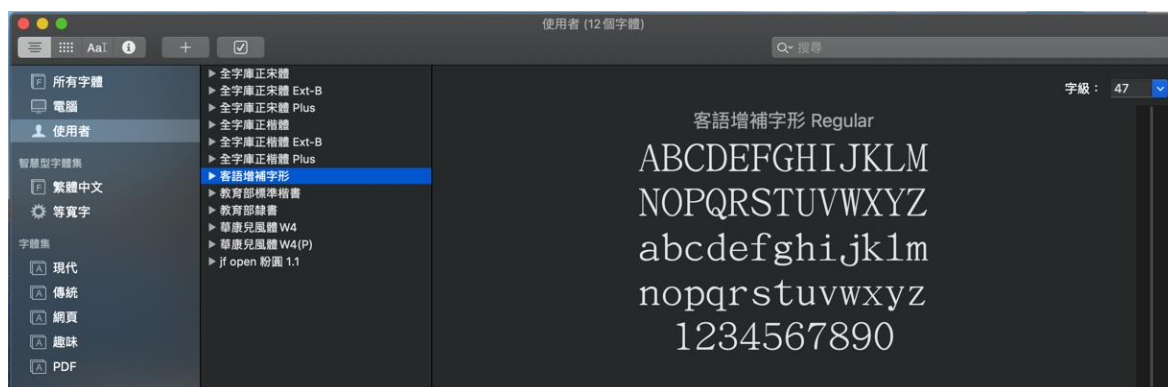 使用者 (12 個字體)
AaI
搜尋
所有字體
電腦
使用者
智慧型字體集
繁體中文
等寬字
字體集
現代
傳統
網頁
趣味
PDF
全字庫正宋體
全字庫正宋體 Ext-B
全字庫正宋體 Plus
全字庫正楷體
全字庫正楷體 Ext-B
全字庫正楷體 Plus
客語增補字形
教育部標準楷書
教育部隸書
華康兒風體 W4
華康兒風體 W4(P)
jf open 粉圓 1.1
字級： 47
客語增補字形 Regular
ABCDEFGHIJKLM
NOPQRSTUVWXYZ
abcdefghijklm
nopqrstuvwxyz
1234567890